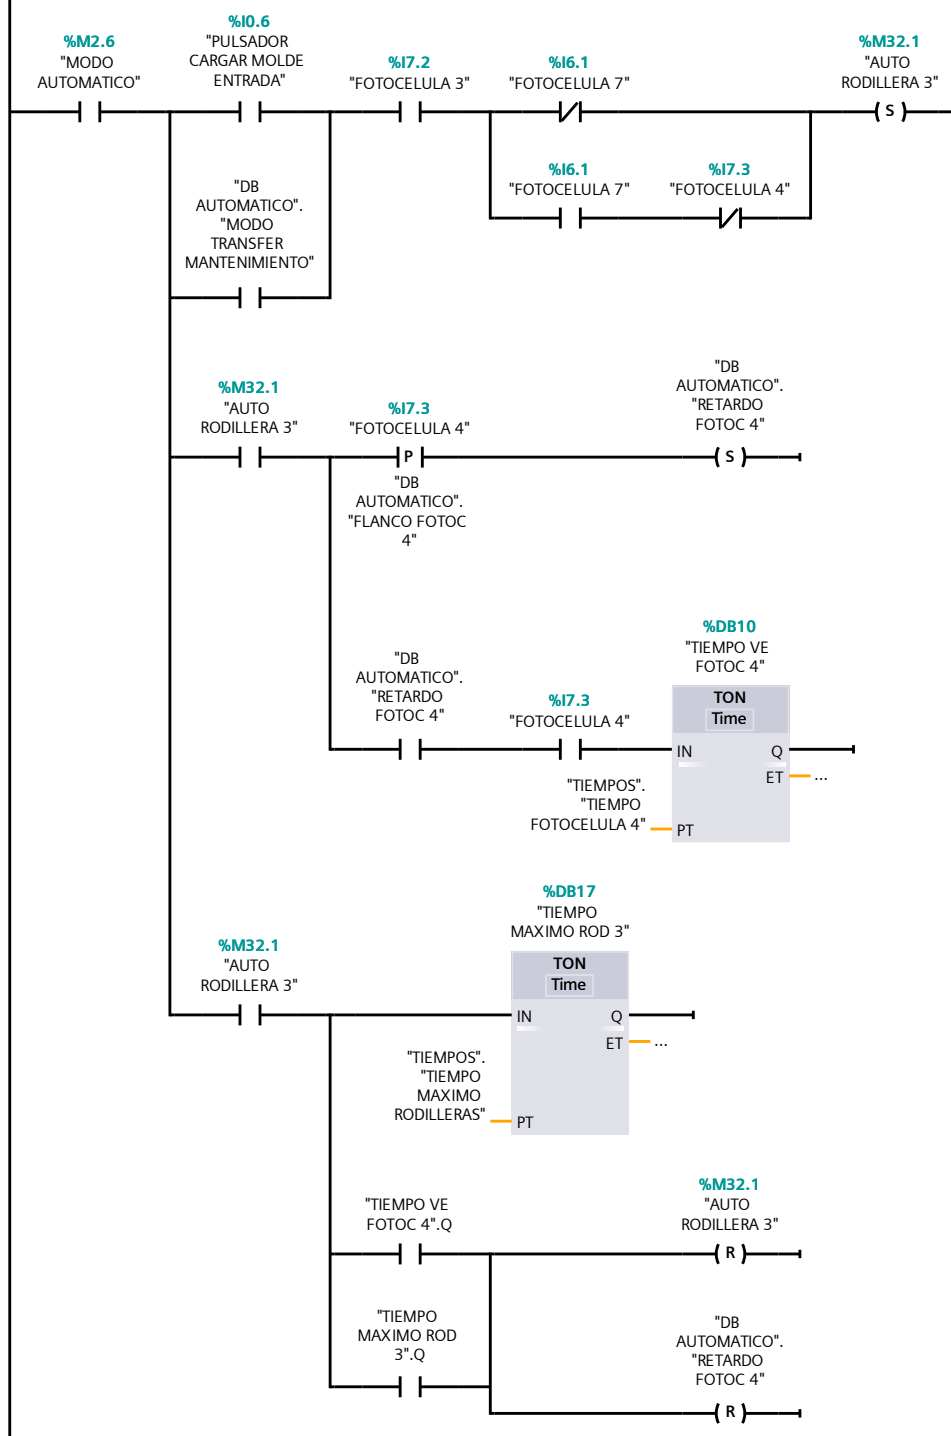 %I0.6
%M2.6
"PULSADOR
%M32.1
"MODO
CARGAR MOLDE
%I7.2
%I6.1
"AUTO
AUTOMATICO"
ENTRADA"
"FOTOCELULA 3"
"FOTOCELULA 7"
RODILLERA 3"
S
%I6.1
%I7.3
"DB
"FOTOCELULA 7"
"FOTOCELULA 4"
AUTOMATICO".
"MODO
TRANSFER
MANTENIMIENTO"
"DB
%M32.1
AUTOMATICO".
"AUTO
%I7.3
"RETARDO
RODILLERA 3"
"FOTOCELULA 4"
FOTOC 4"
P
S
"DB
AUTOMATICO".
"FLANCO FOTOC
4"
%DB10
"DB
"TIEMPO VE
AUTOMATICO".
FOTOC 4"
"RETARDO
%I7.3
TON
FOTOC 4"
"FOTOCELULA 4"
Time
IN
Q
"TIEMPOS".
ET
...
"TIEMPO
FOTOCELULA 4"
PT
%DB17
"TIEMPO
%M32.1
MAXIMO ROD 3"
"AUTO
TON
RODILLERA 3"
Time
IN
Q
"TIEMPOS".
ET
...
"TIEMPO
MAXIMO
RODILLERAS"
PT
%M32.1
"TIEMPO VE
"AUTO
FOTOC 4".Q
RODILLERA 3"
R
"TIEMPO
"DB
MAXIMO ROD
AUTOMATICO".
3".Q
"RETARDO
FOTOC 4"
R